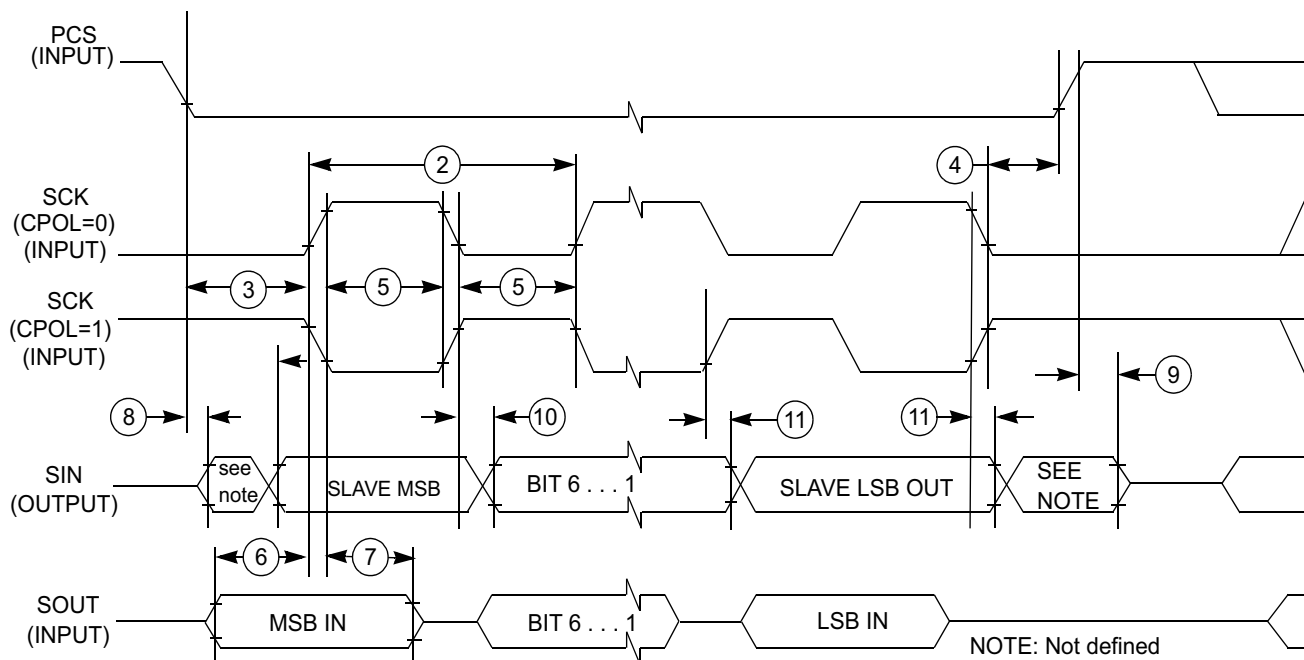 PCS
(INPUT)
2
4
SCK
(CPOL=0)
(INPUT)
3
5
5
SCK
(CPOL=1)
(INPUT)
8
10
11
11
9
SIN
(OUTPUT)
see
note
SLAVE MSB
BIT 6 . . . 1
SLAVE LSB OUT
SEE
NOTE
6
7
SOUT
(INPUT)
MSB IN
BIT 6 . . . 1
LSB IN
NOTE: Not defined